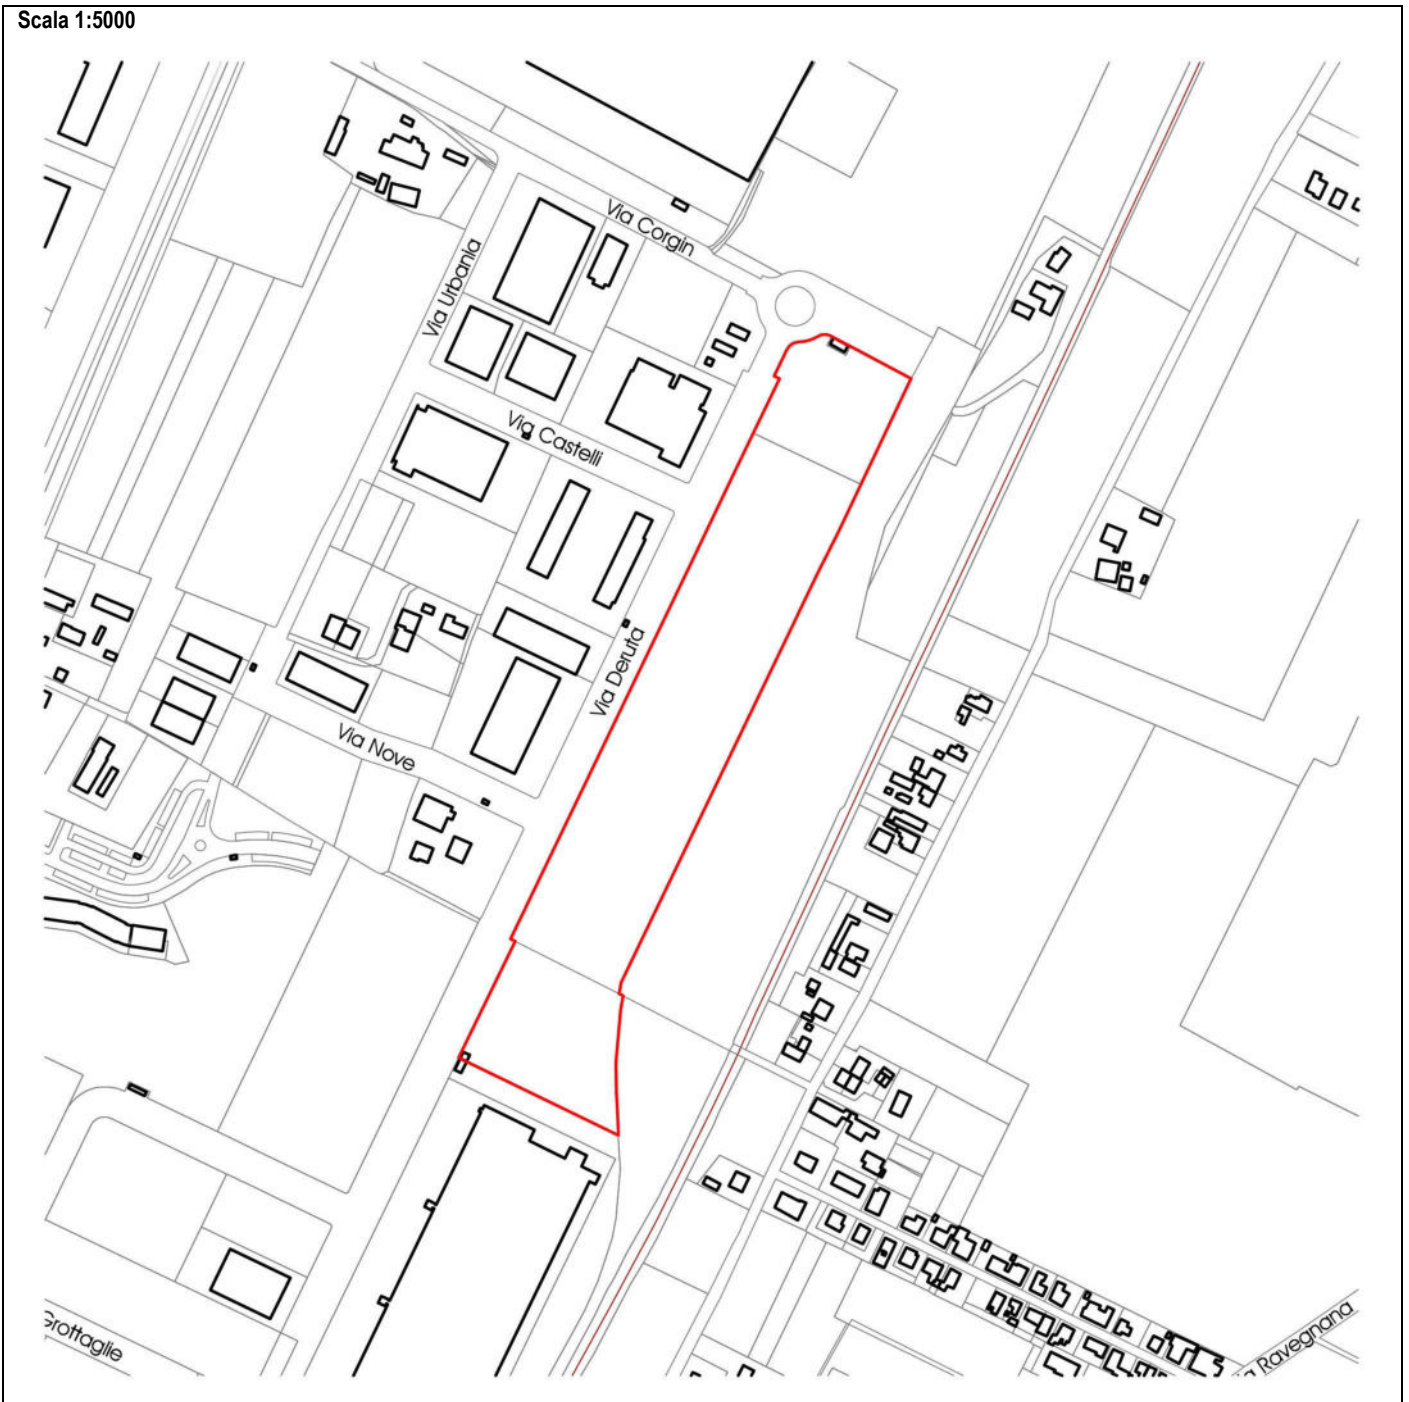 Scala 1:5000
Via Corgin
Via Urbania
Via Castelli
Via Deruta
Via Nove
Grottaglie
a Ravegnana